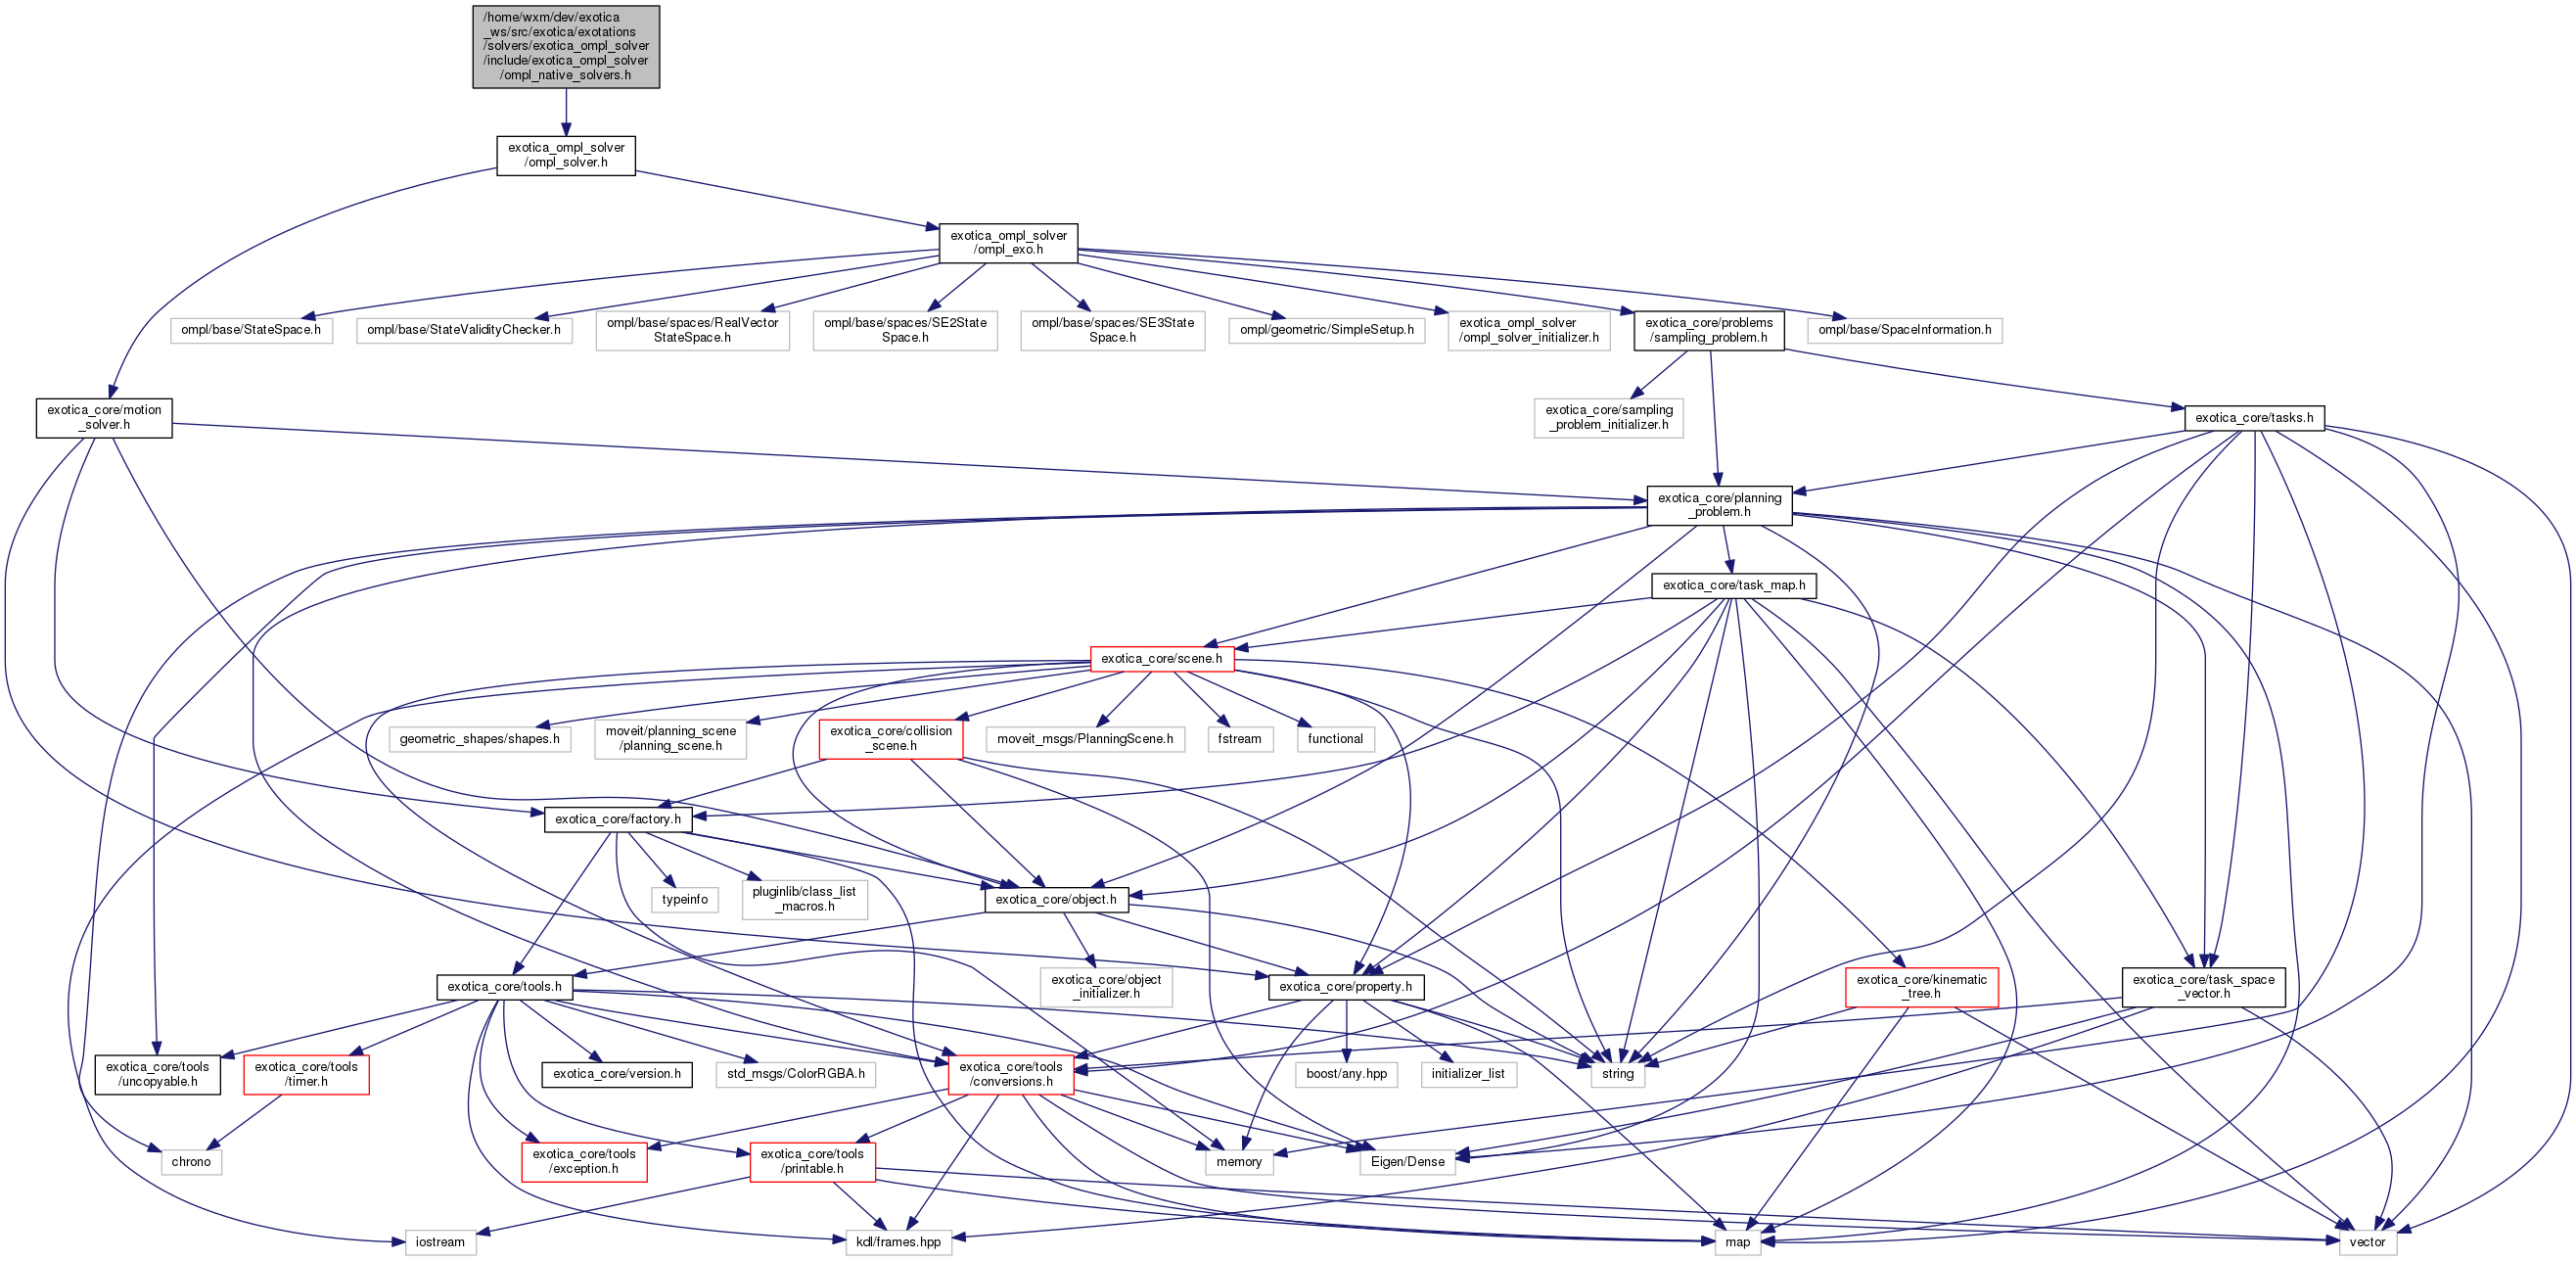 /home/wxm/dev/exotica
_ws/src/exotica/exotations
/solvers/exotica_ompl_solver
/include/exotica_ompl_solver
/ompl_native_solvers.h
exotica_ompl_solver
/ompl_solver.h
exotica_ompl_solver
/ompl_exo.h
ompl/base/StateSpace.h
ompl/base/StateValidityChecker.h
ompl/base/spaces/RealVector
StateSpace.h
ompl/base/spaces/SE2State
Space.h
ompl/base/spaces/SE3State
Space.h
ompl/geometric/SimpleSetup.h
exotica_ompl_solver
/ompl_solver_initializer.h
exotica_core/problems
/sampling_problem.h
ompl/base/SpaceInformation.h
exotica_core/motion
_solver.h
exotica_core/sampling
_problem_initializer.h
exotica_core/tasks.h
exotica_core/planning
_problem.h
exotica_core/task_map.h
exotica_core/scene.h
geometric_shapes/shapes.h
moveit/planning_scene
/planning_scene.h
exotica_core/collision
_scene.h
moveit_msgs/PlanningScene.h
fstream
functional
exotica_core/factory.h
typeinfo
pluginlib/class_list
_macros.h
exotica_core/object.h
exotica_core/tools.h
exotica_core/object
_initializer.h
exotica_core/property.h
exotica_core/kinematic
_tree.h
exotica_core/task_space
_vector.h
exotica_core/tools
/uncopyable.h
exotica_core/tools
/timer.h
exotica_core/version.h
std_msgs/ColorRGBA.h
exotica_core/tools
/conversions.h
boost/any.hpp
initializer_list
string
chrono
exotica_core/tools
/exception.h
exotica_core/tools
/printable.h
memory
Eigen/Dense
iostream
kdl/frames.hpp
map
vector